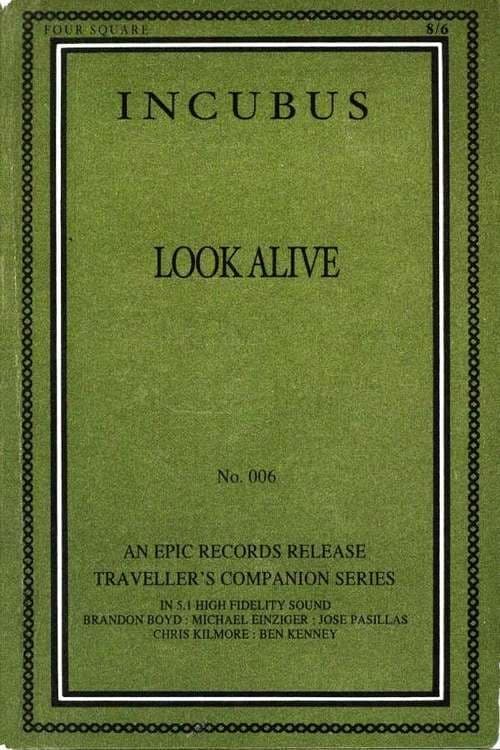 FOUR SQUARE 8/6
INCUBUS
LOOK ALIVE
No. 006
AN EPIC RECORDS RELEASE
TRAVELLER'S COMPANION SERIES
IN 5.1 HIGH FIDELITY SOUND
BRANDON BOYD : MICHAEL EINZIGER : JOSE PASILLAS
CHRIS KILMORE : BEN KENNEY